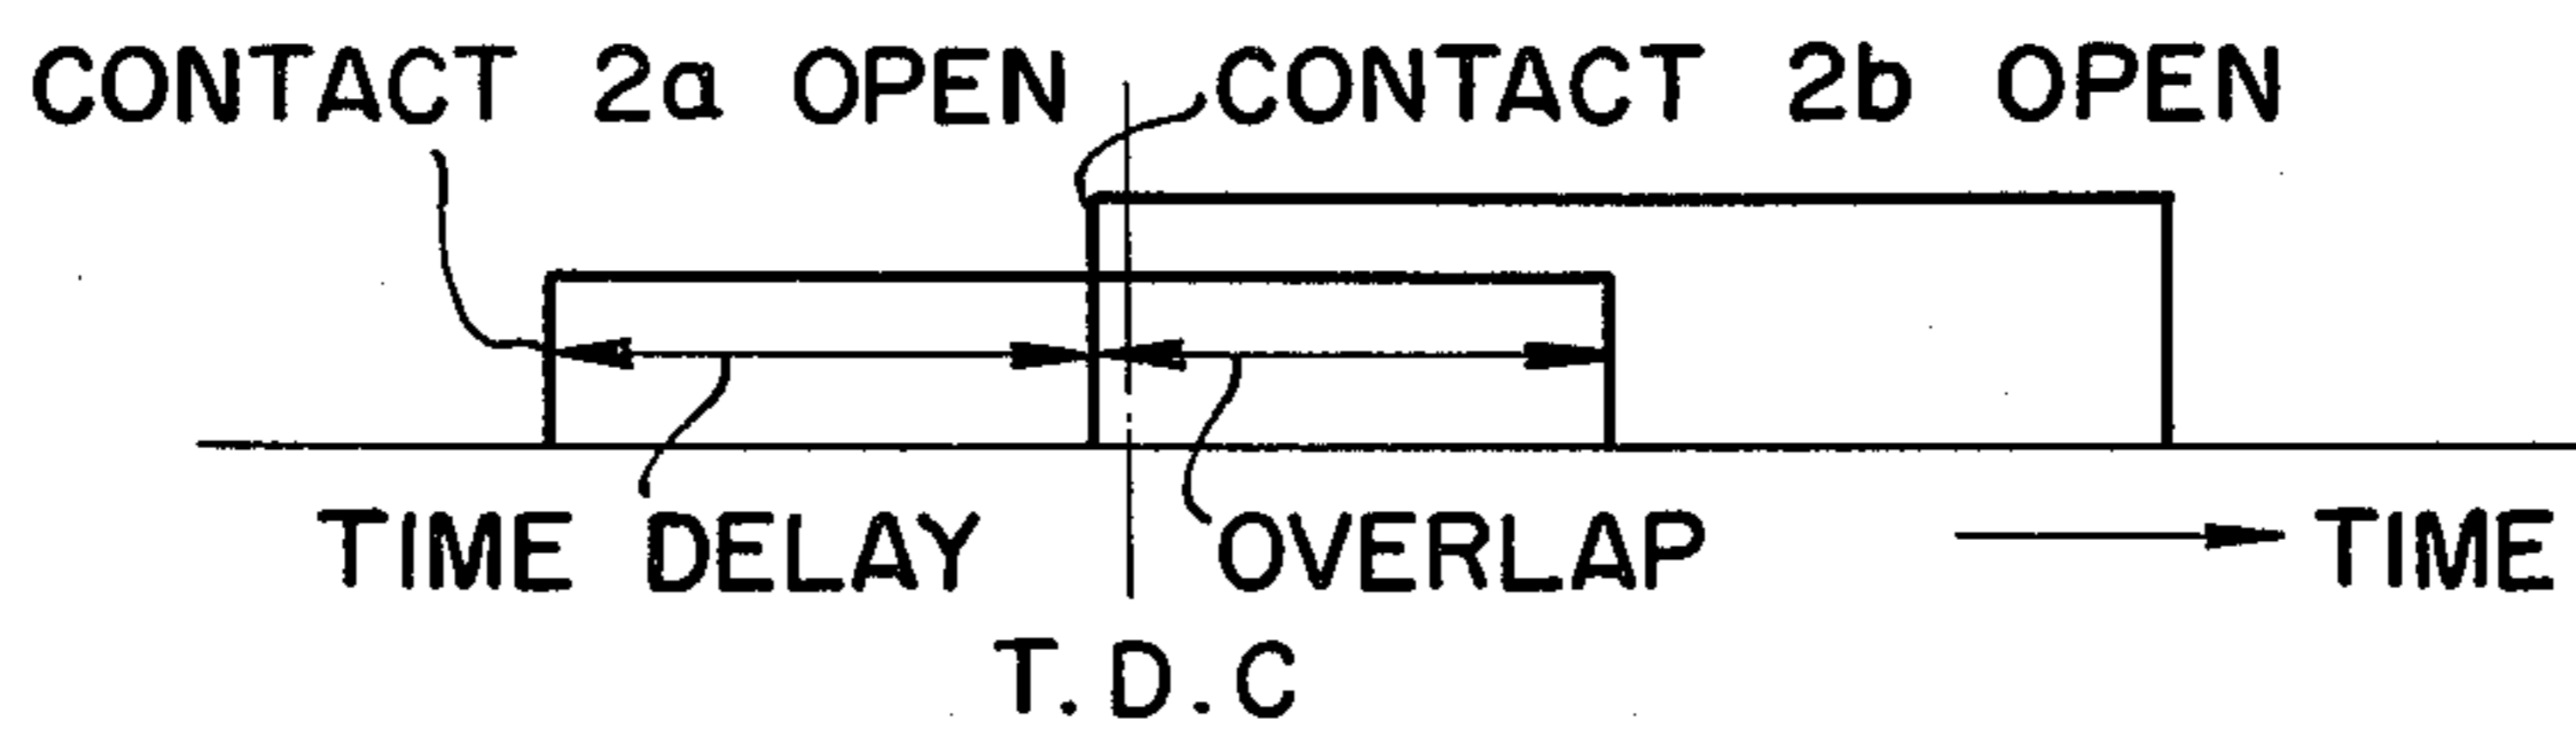 CONTACT 2a OPEN
CONTACT 2b OPEN
TIME DELAY
OVERLAP
TIME
T.D.C